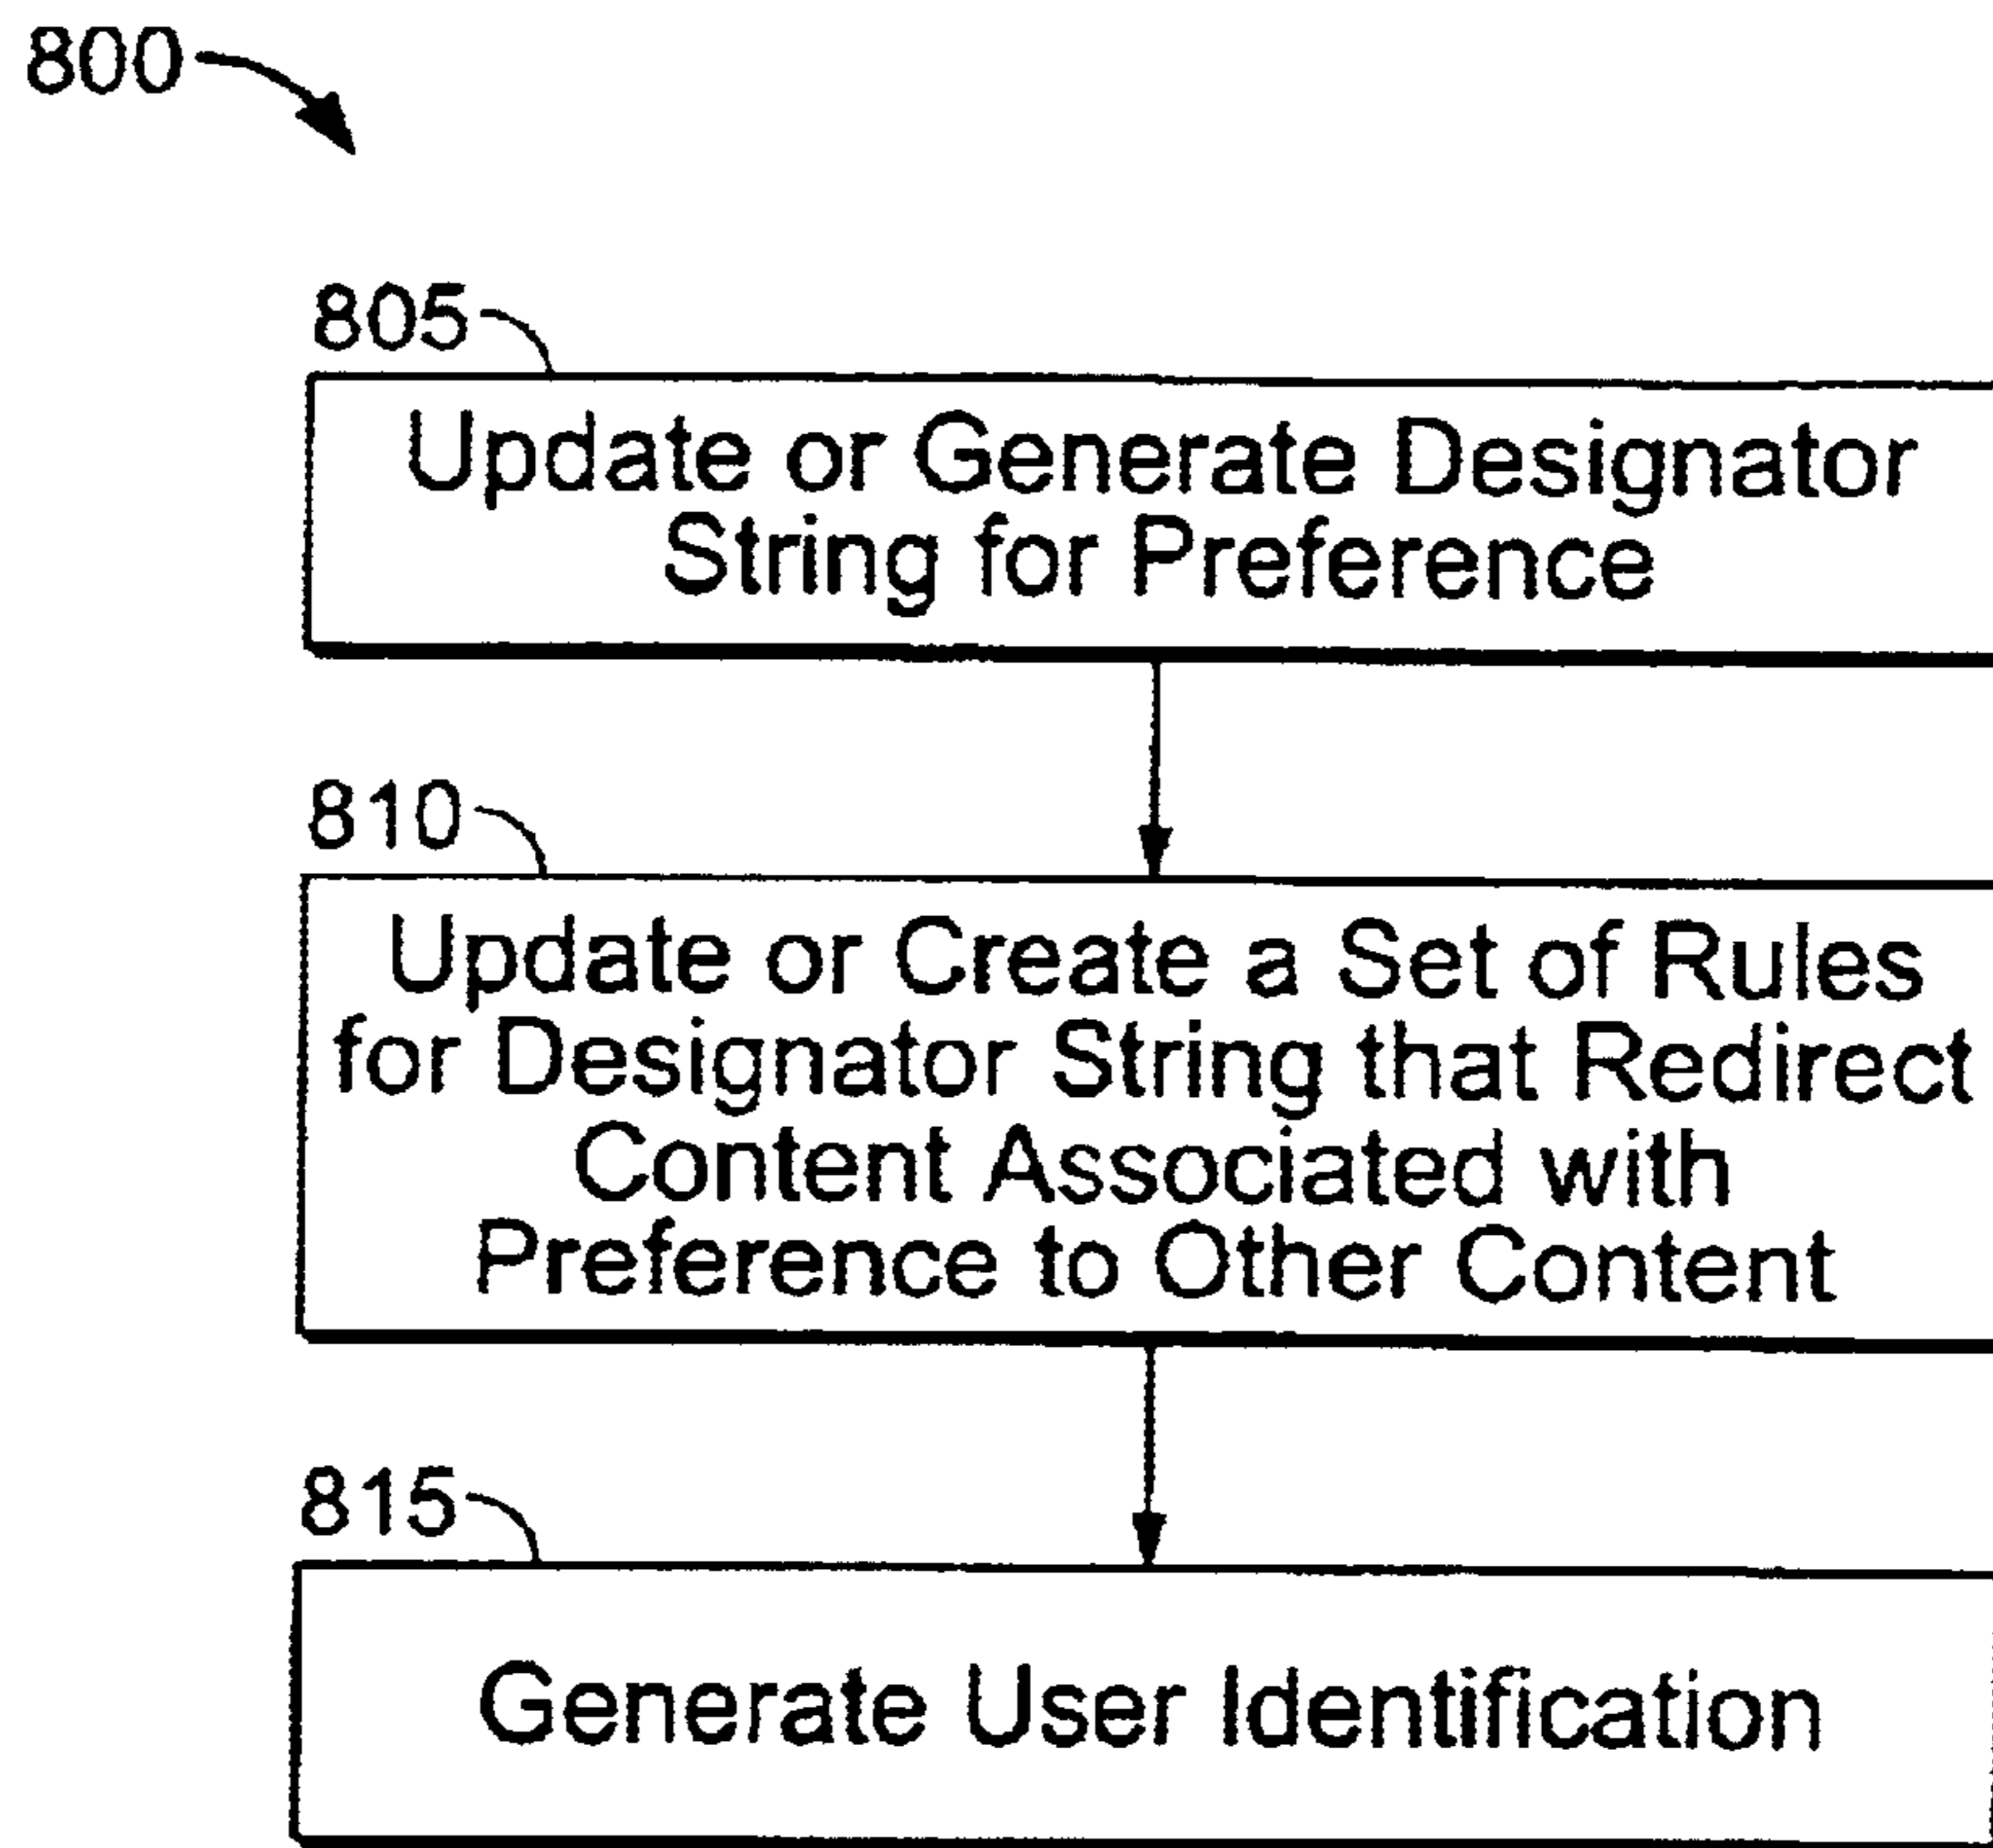 800
805
Update or Generate Designator
String for Preference
810
Update or Create a Set of Rules
for Designator String that Redirect
Content Associated with
Preference to Other Content
815
Generate User Identification